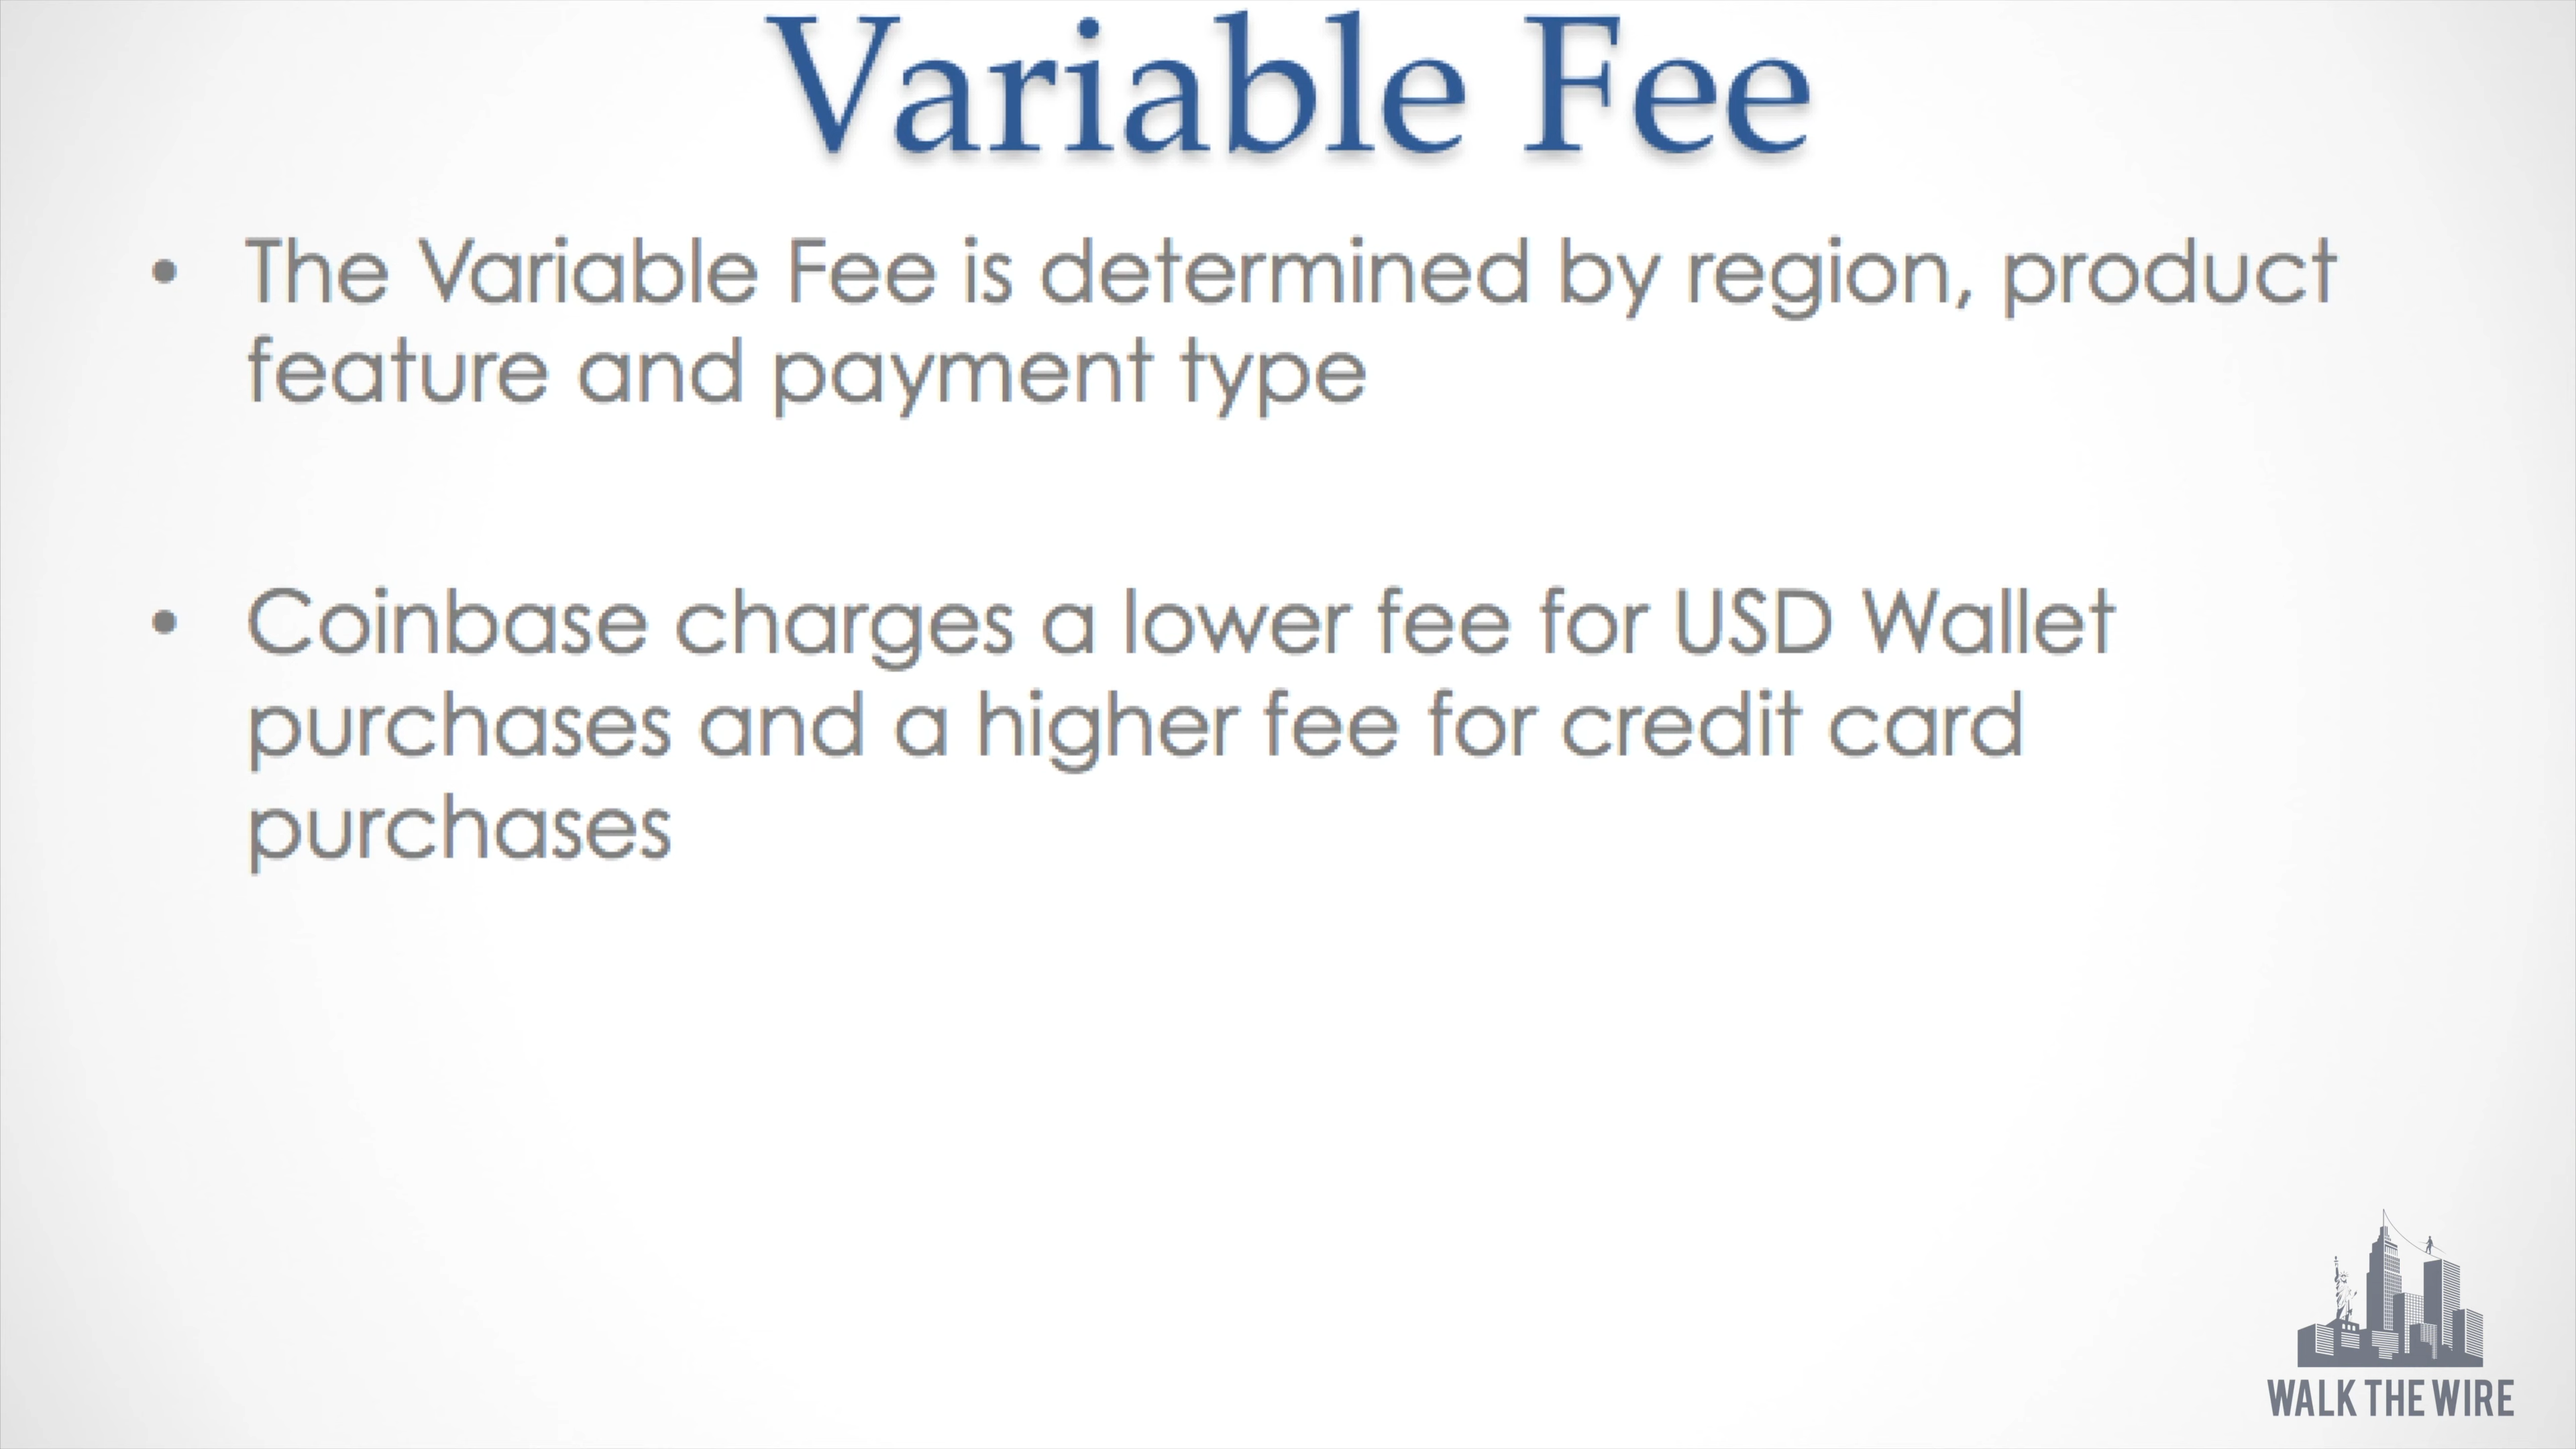 Variable Fee
• The Variable Fee is determined by region, product
feature and payment type
• Coinbase charges a lower fee for USD Wallet
purchases and a higher fee for credit card
purchases
WALK THE WIRE